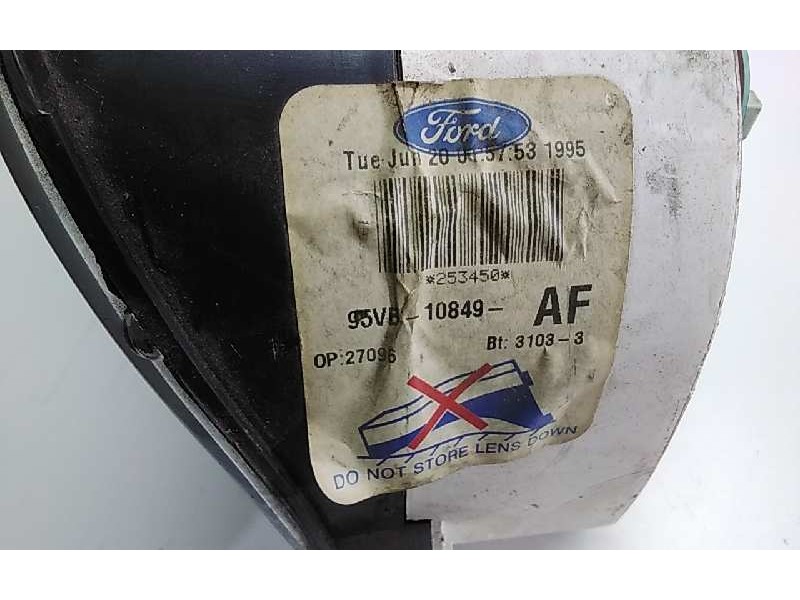 Ford
Tue Jun 20 :57:53 1995
*253450*
95VB-10849- AF
OP:27096 Bt: 3103-3
DO NOT STORE LENS DOWN